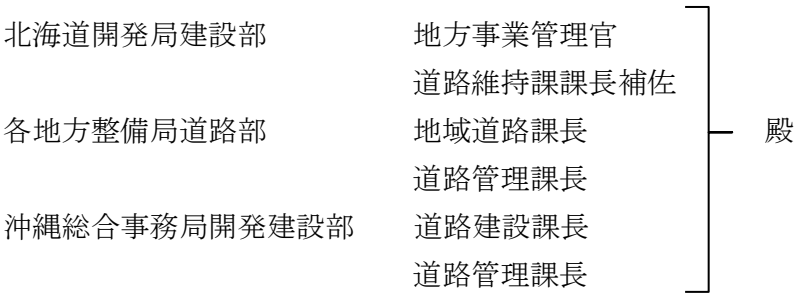 北海道開発局建設部 地方事業管理官
道路維持課課長補佐
各地方整備局道路部 地域道路課長 殿
道路管理課長
沖縄総合事務局開発建設部 道路建設課長
道路管理課長